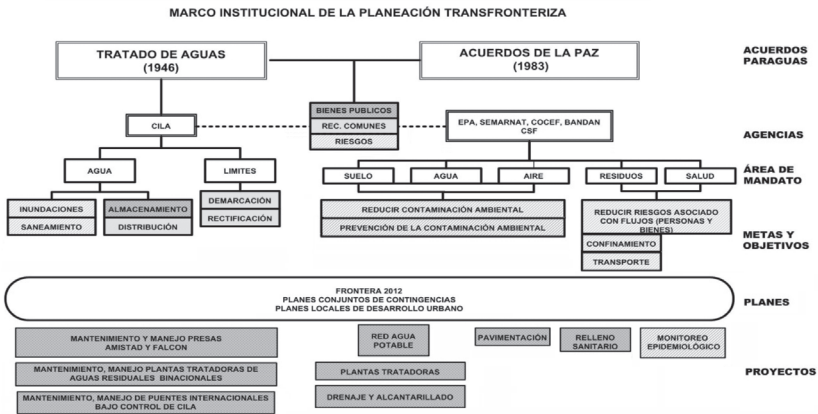 MARCO INSTITUCIONAL DE LA PLANEACIÓN TRANSFRONTERIZA
TRATADO DE AGUAS
(1946)
ACUERDOS DE LA PAZ
(1983)
ACUERDOS
PARAGUAS
BIENES PUBLICOS
REC. COMUNES
RIESGOS
CILA
EPA, SEMARNAT, COCEF, BANDAN
CSF
AGENCIAS
AGUA
LIMITES
SUELO
AGUA
AIRE
RESIDUOS
SALUD
ÁREA DE
MANDATO
INUNDACIONES
SANEAMIENTO
ALMACENAMIENTO
DISTRIBUCIÓN
DEMARCACIÓN
RECTIFICACIÓN
REDUCIR CONTAMINACIÓN AMBIENTAL
PREVENCIÓN DE LA CONTAMINACIÓN AMBIENTAL
REDUCIR RIESGOS ASOCIADO
CON FLUJOS (PERSONAS Y
BIENES)
CONFINAMIENTO
TRANSPORTE
METAS Y
OBJETIVOS
FRONTERA 2012
PLANES CONJUNTOS DE CONTINGENCIAS
PLANES LOCALES DE DESARROLLO URBANO
PLANES
MANTENIMIENTO Y MANEJO PRESAS
AMISTAD Y FALCON
MANTENIMIENTO, MANEJO PLANTAS TRATADORAS DE
AGUAS RESIDUALES BINACIONALES
MANTENIMIENTO, MANEJO DE PUENTES INTERNACIONALES
BAJO CONTROL DE CILA
RED AGUA
POTABLE
PLANTAS TRATADORAS
DRENAJE Y ALCANTARILLADO
PAVIMENTACIÓN
RELLENO
SANITARIO
MONITOREO
EPIDEMIOLÓGICO
PROYECTOS